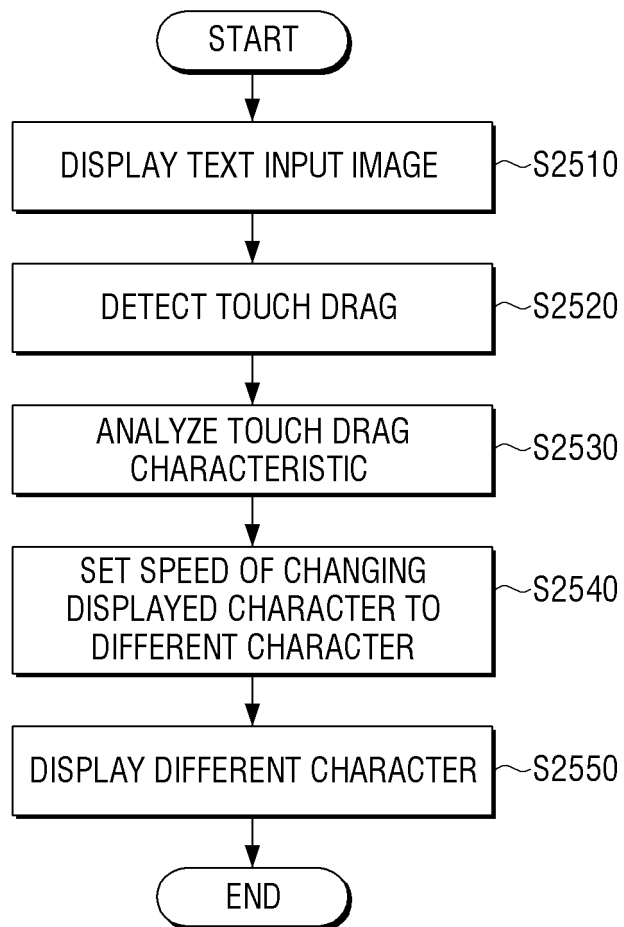 START
DISPLAY TEXT INPUT IMAGE
S2510
DETECT TOUCH DRAG
S2520
ANALYZE TOUCH DRAG
CHARACTERISTIC
S2530
SET SPEED OF CHANGING
DISPLAYED CHARACTER TO
DIFFERENT CHARACTER
S2540
DISPLAY DIFFERENT CHARACTER
S2550
END